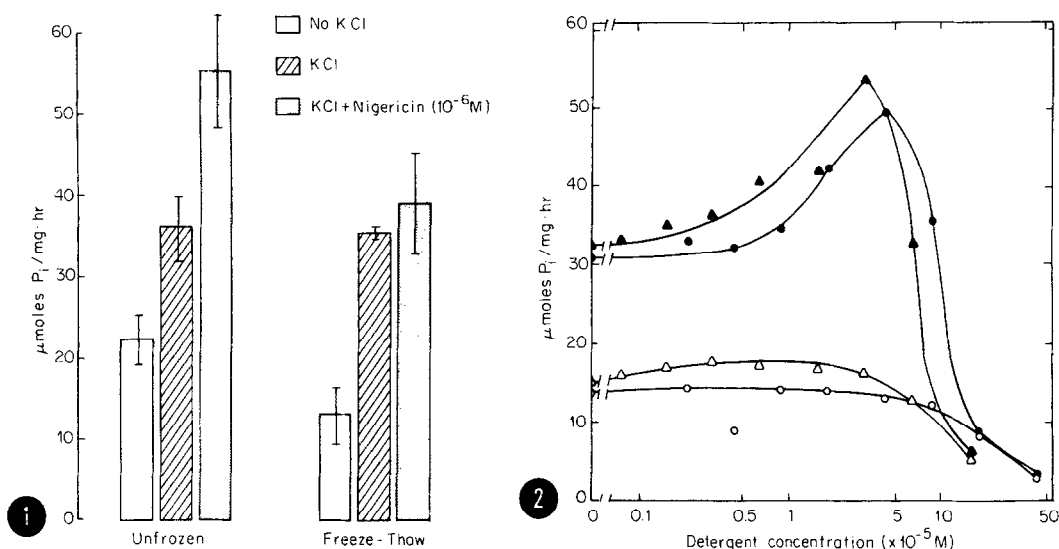 60
50
40
30
20
10
0
μmoles Pi/mg·hr
No KCl
KCl
KCl + Nigericin (10⁻⁶M)
Unfrozen
Freeze-Thaw
1
60
50
40
30
20
10
0
μmoles Pi/mg·hr
0
0.1
0.5
1
5
10
50
Detergent concentration (x10⁻⁵M)
2